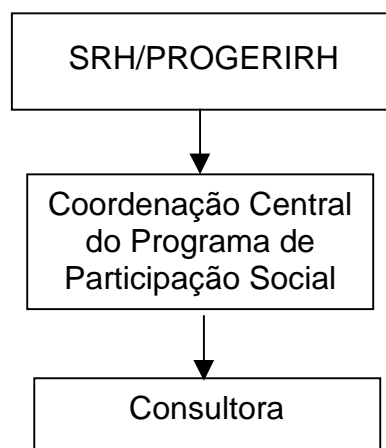 SRH/PROGERIRH
Coordenação Central
do Programa de
Participação Social
Consultora